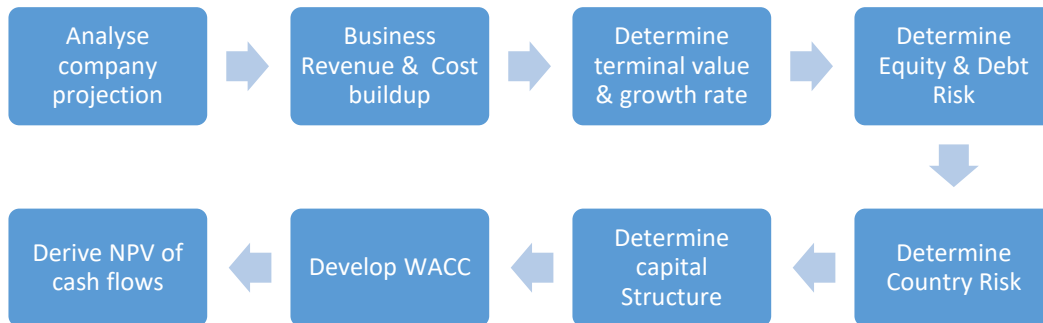 Analyse
company
projection
Business
Revenue & Cost
buildup
Determine
terminal value
& growth rate
Determine
Equity & Debt
Risk
Determine
Country Risk
Determine
capital
Structure
Develop WACC
Derive NPV of
cash flows